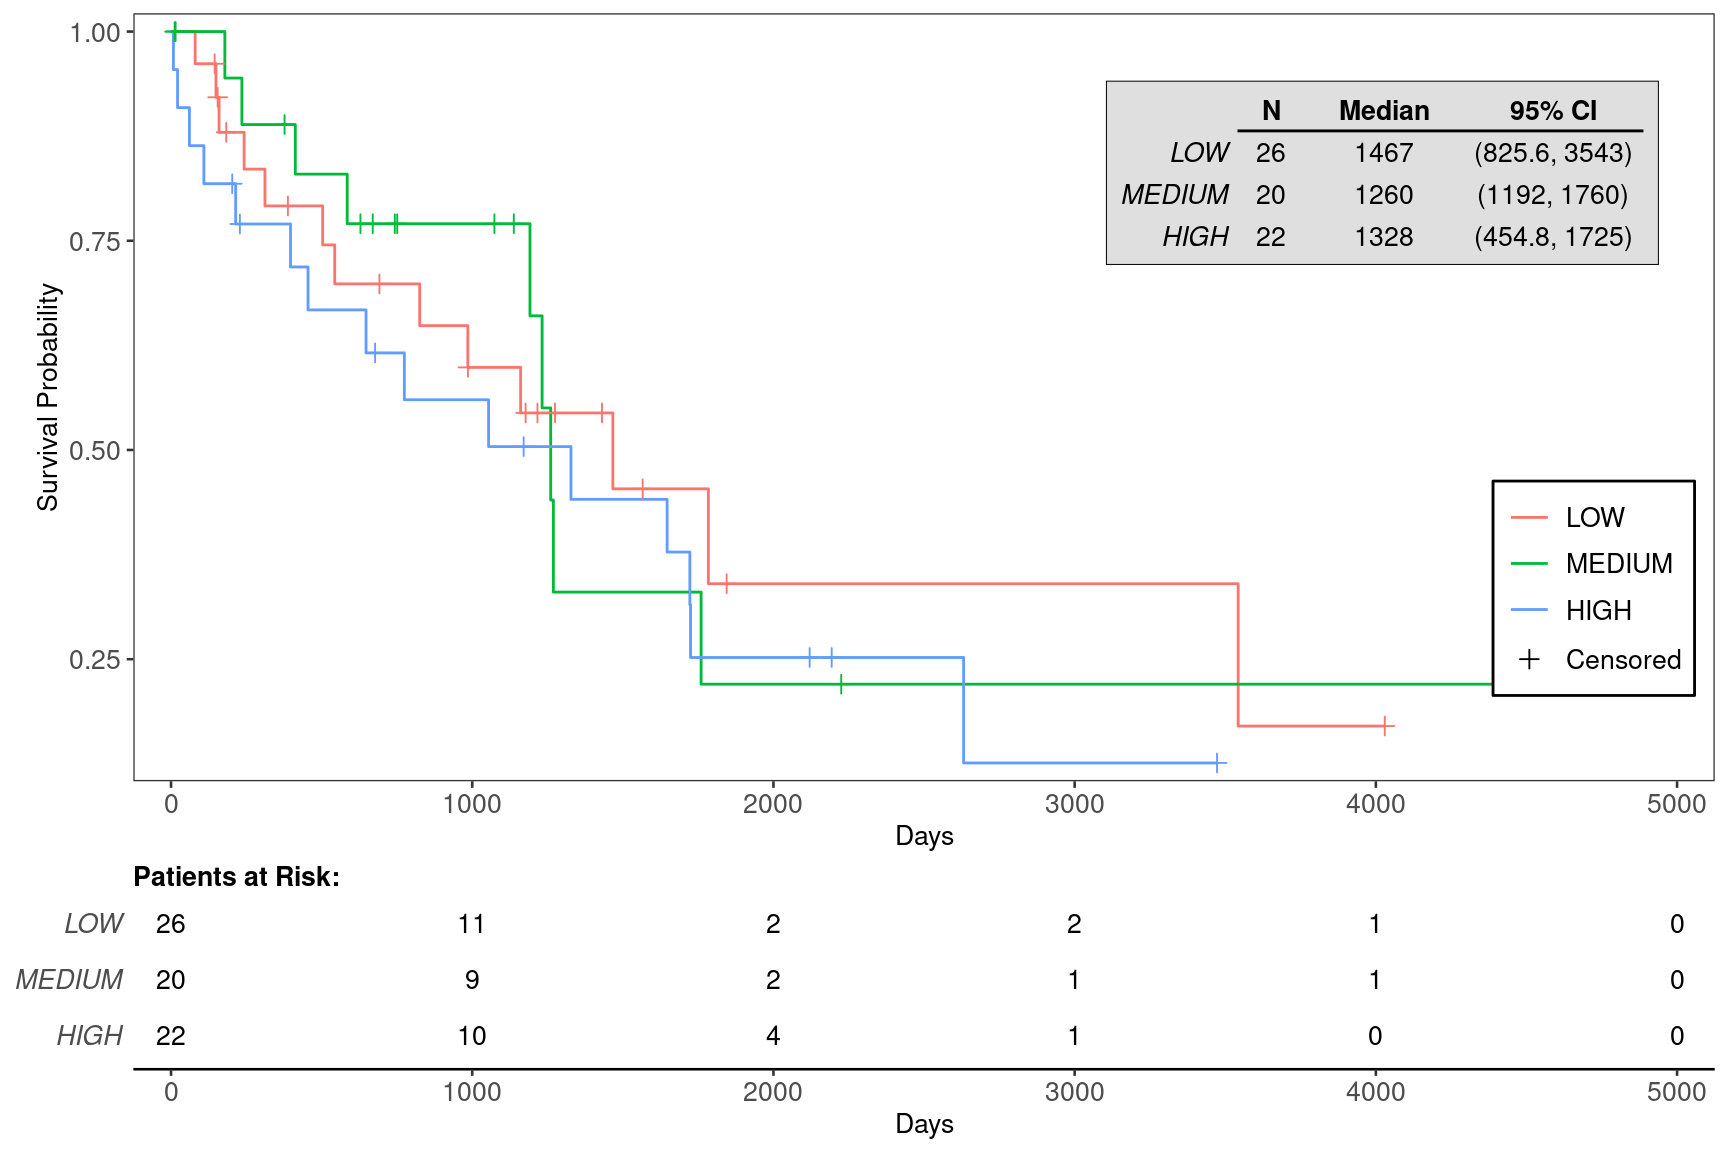 1.00
0.75
0.50
0.25
Survival Probability
N Median 95% CI
LOW 26 1467 (825.6, 3543)
MEDIUM 20 1260 (1192, 1760)
HIGH 22 1328 (454.8, 1725)
LOW
MEDIUM
HIGH
Censored
0 1000 2000 3000 4000 5000
Days
Patients at Risk:
LOW 26 11 2 2 1 0
MEDIUM 20 9 2 1 1 0
HIGH 22 10 4 1 0 0
0 1000 2000 3000 4000 5000
Days